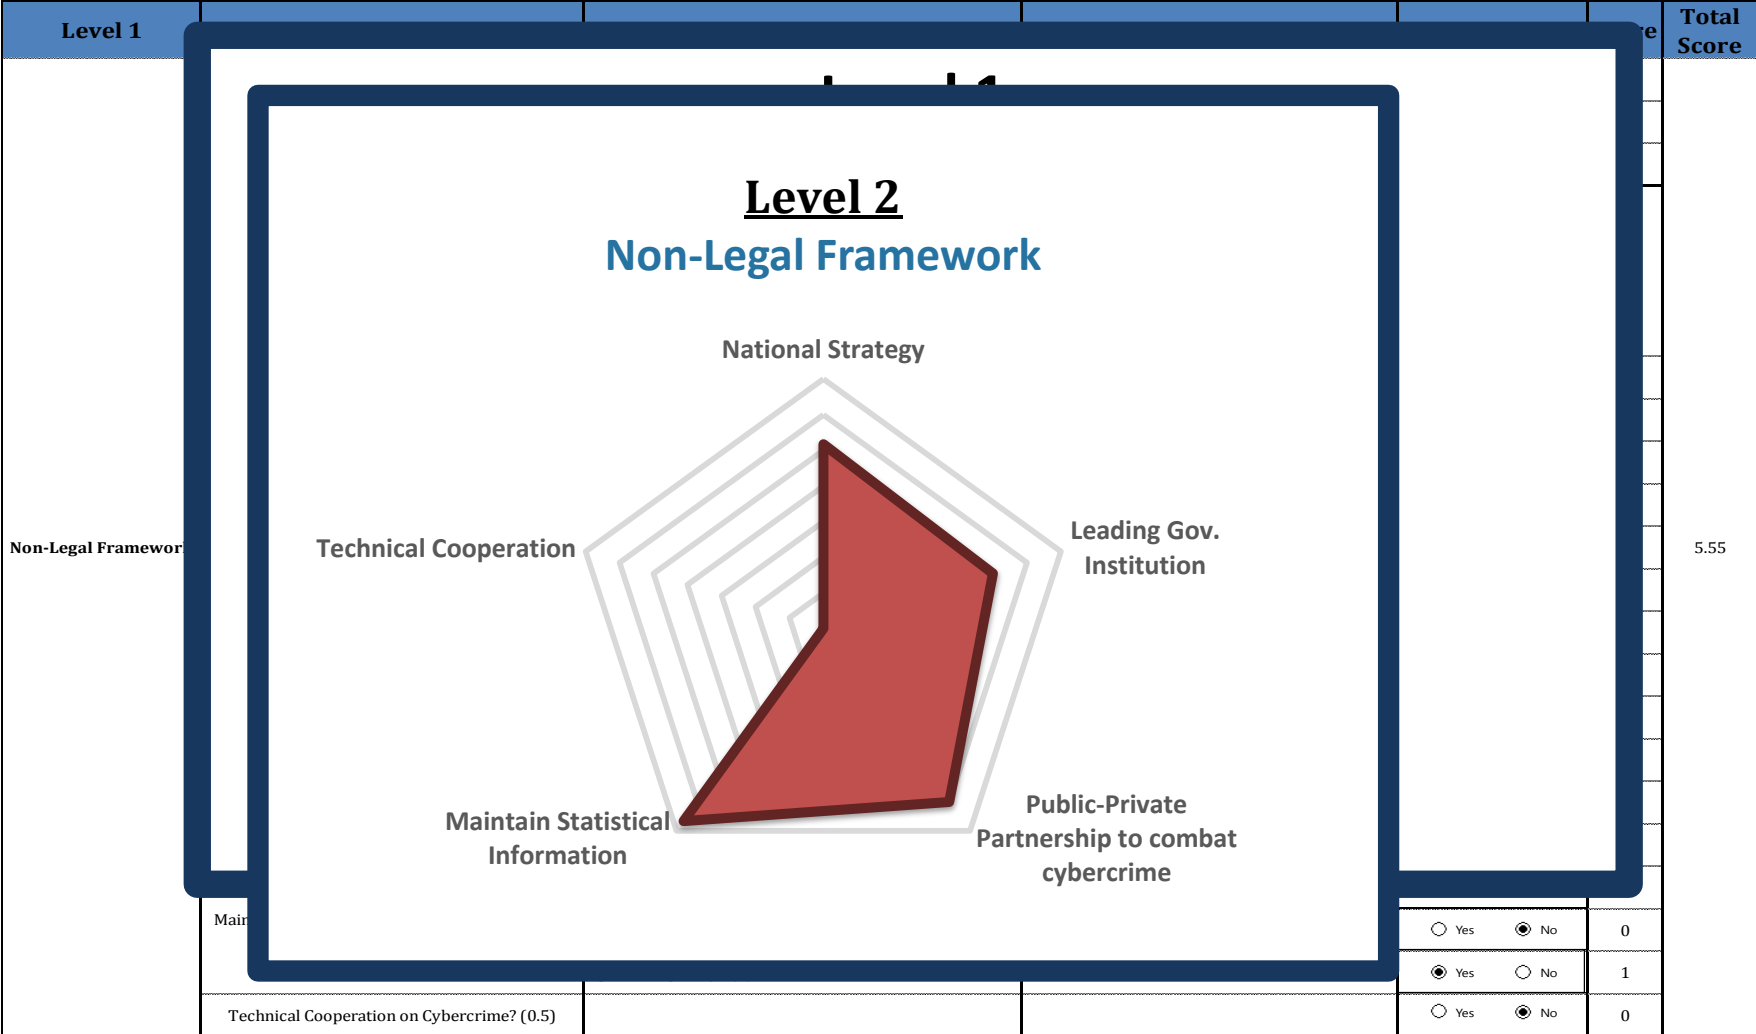 Level 1
Total
Score
Level 2
Non-Legal Framework
National Strategy
Leading Gov.
Institution
Technical Cooperation
Non-Legal Framework
5.55
Maintain Statistical
Information
Public-Private
Partnership to combat
cybercrime
Yes No 0
Yes No 1
Technical Cooperation on Cybercrime? (0.5)
Yes No 0